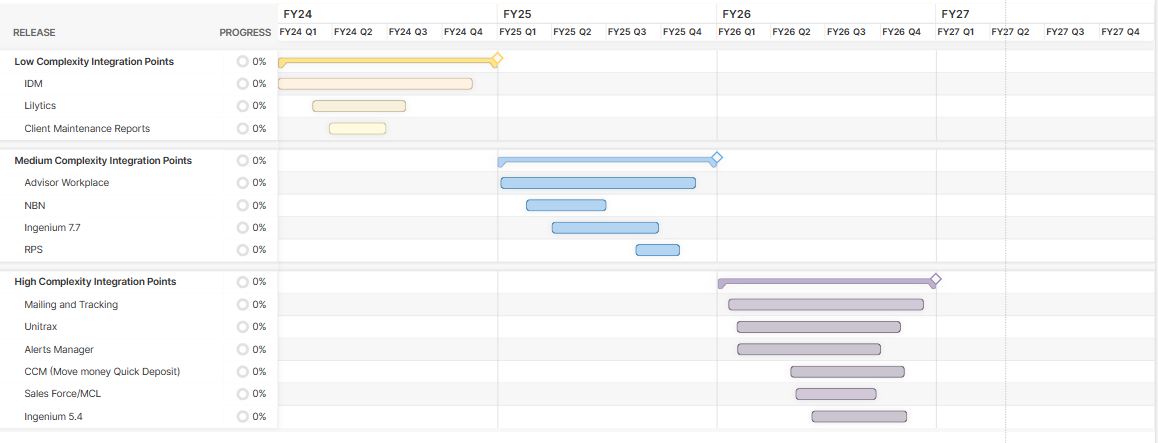 FY24 FY25 FY26 FY27
RELEASE PROGRESS FY24 Q1 FY24 Q2 FY24 Q3 FY24 Q4 FY25 Q1 FY25 Q2 FY25 Q3 FY25 Q4 FY26 Q1 FY26 Q2 FY26 Q3 FY26 Q4 FY27 Q1 FY27 Q2 FY27 Q3 FY27 Q4
Low Complexity Integration Points 0%
IDM 0%
Lilytics 0%
Client Maintenance Reports 0%
Medium Complexity Integration Points 0%
Advisor Workplace 0%
NBN 0%
Ingenium 7.7 0%
RPS 0%
High Complexity Integration Points 0%
Mailing and Tracking 0%
Unitrax 0%
Alerts Manager 0%
CCM (Move money Quick Deposit) 0%
Sales Force/MCL 0%
Ingenium 5.4 0%